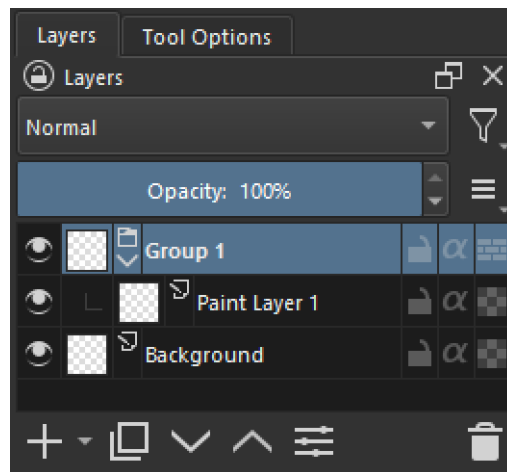 Layers Tool Options
Layers
Normal
Opacity: 100%
Group 1 α
Paint Layer 1 α
Background α